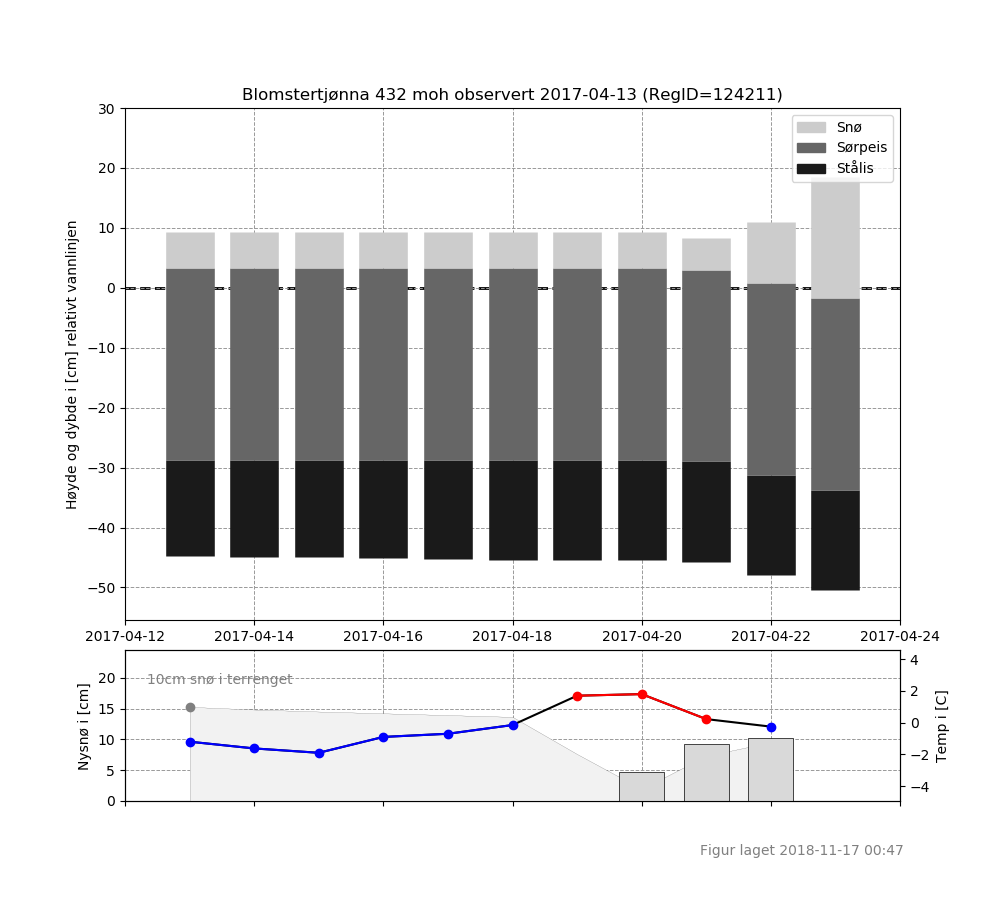 Blomstertjønna 432 moh observert 2017-04-13 (RegID=124211)
Høyde og dybde i [cm] relativt vannlinjen
30
20
10
0
−10
−20
−30
−40
−50
Snø
Sørpeis
Stålis
2017-04-12 2017-04-14 2017-04-16 2017-04-18 2017-04-20 2017-04-22 2017-04-24
Nysnø i [cm]
20
15
10
5
0
10cm snø i terrenget
4
2
0
−2
−4
Temp i [C]
Figur laget 2018-11-17 00:47